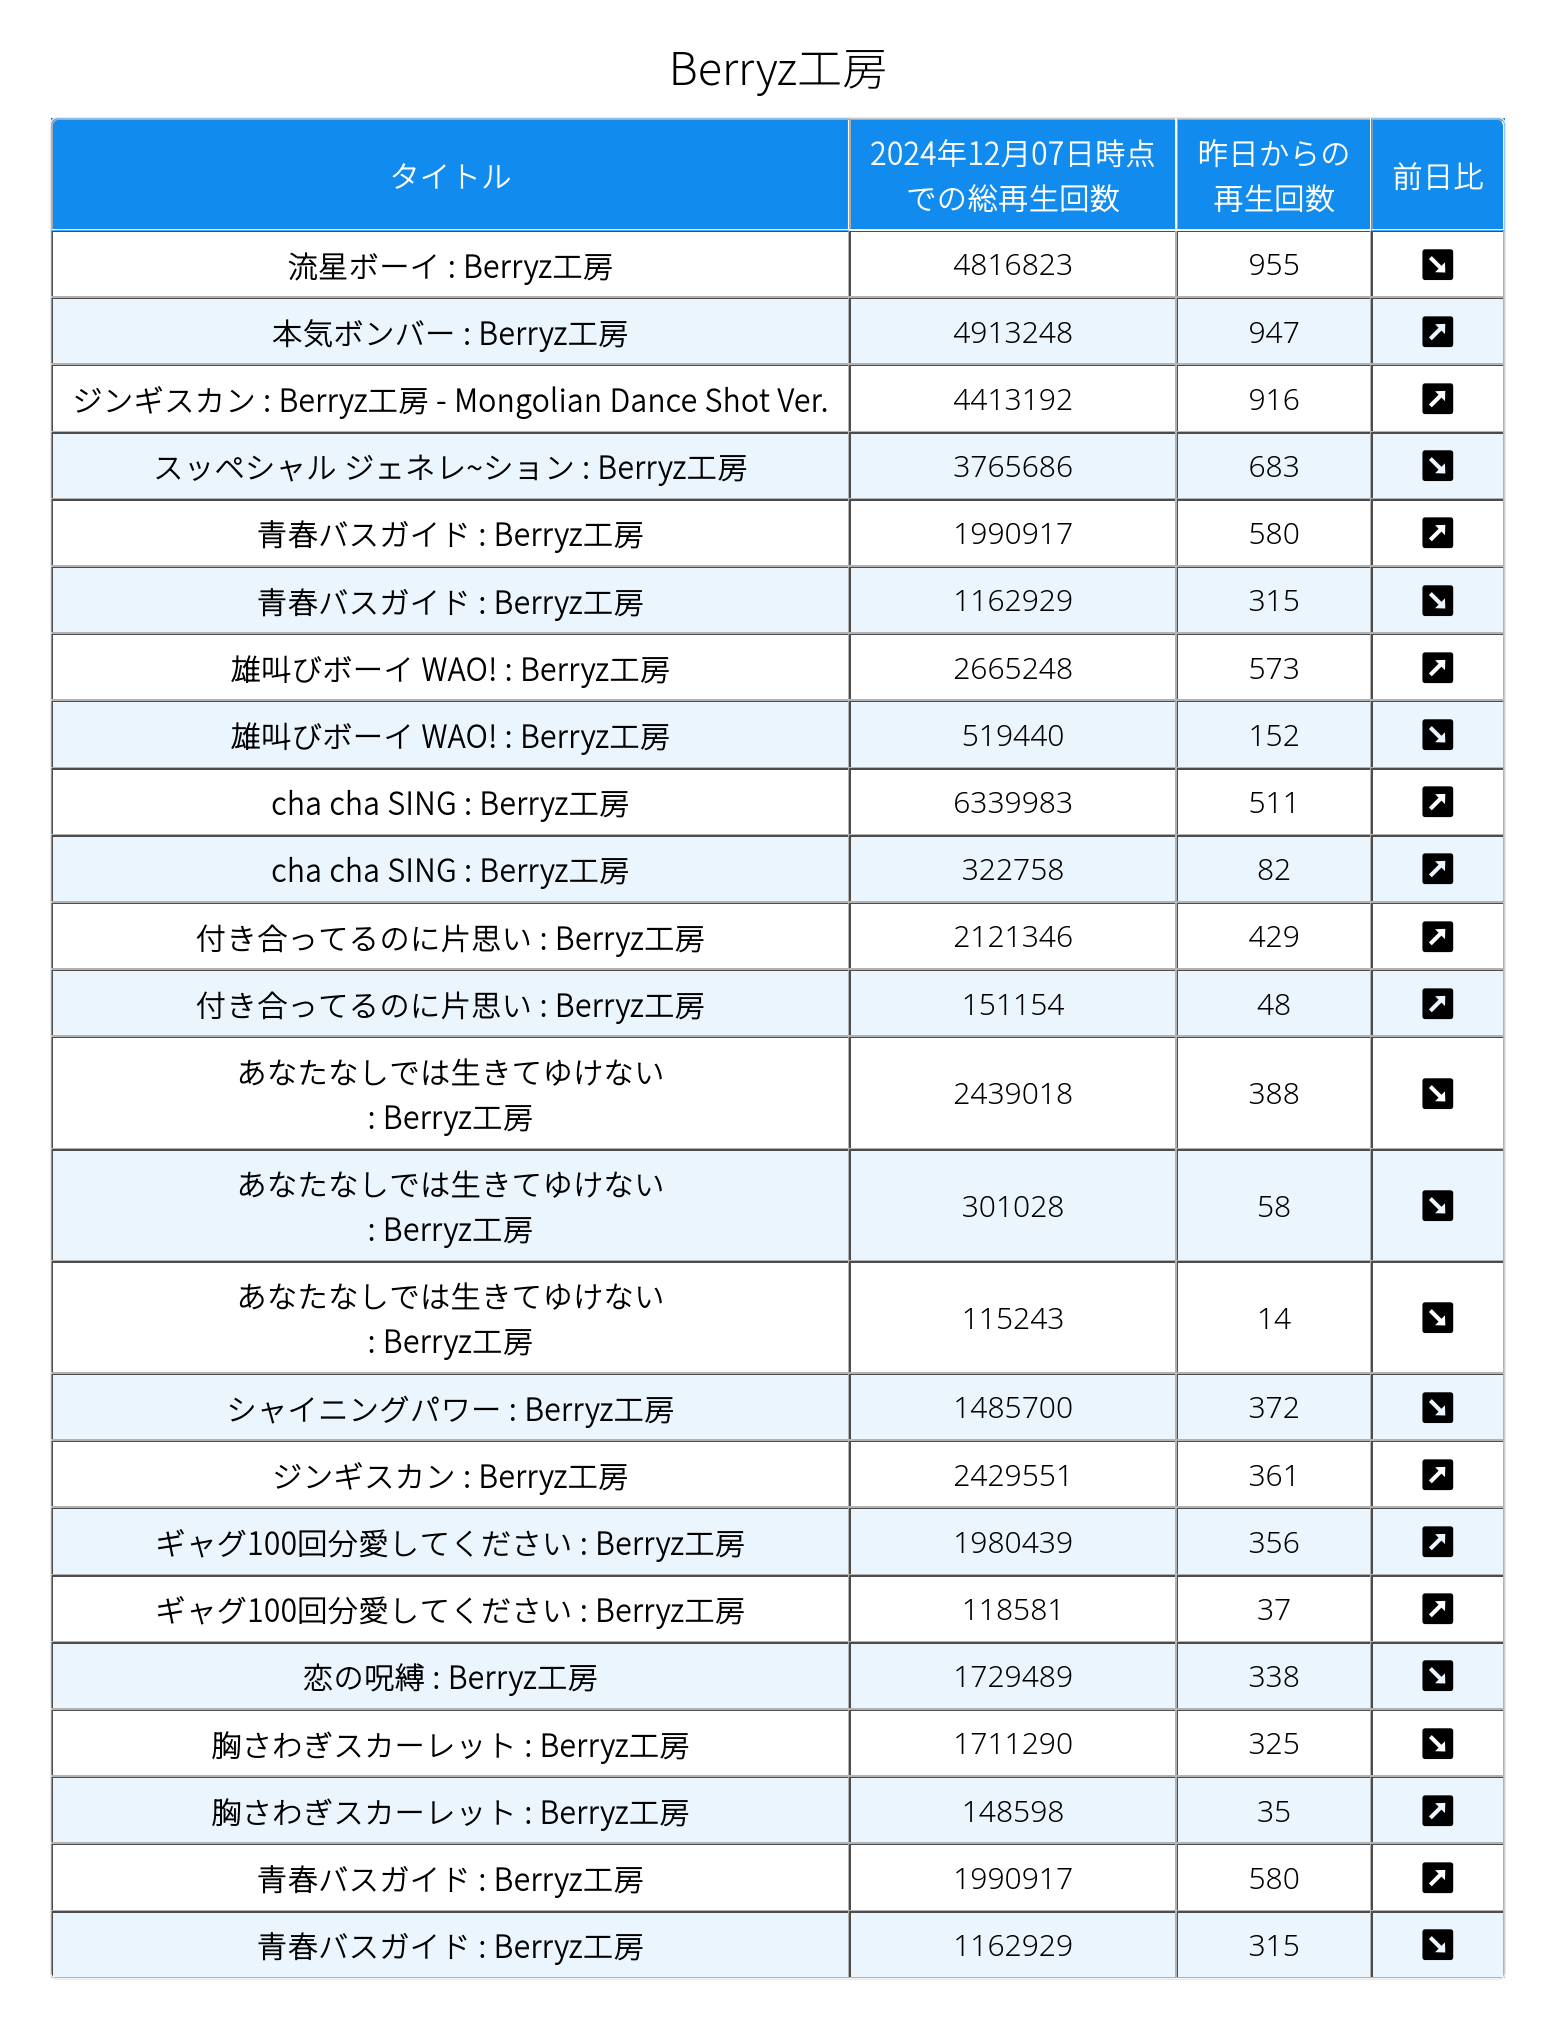 Berryz工房
タイトル 2024年12月07日時点での総再生回数 昨日からの再生回数 前日比
流星ボーイ : Berryz工房 4816823 955 ↘
本気ボンバー : Berryz工房 4913248 947 ↗
ジンギスカン : Berryz工房 - Mongolian Dance Shot Ver. 4413192 916 ↗
スッペシャル ジェネレ~ション : Berryz工房 3765686 683 ↘
青春バスガイド : Berryz工房 1990917 580 ↗
青春バスガイド : Berryz工房 1162929 315 ↘
雄叫びボーイ WAO! : Berryz工房 2665248 573 ↗
雄叫びボーイ WAO! : Berryz工房 519440 152 ↘
cha cha SING : Berryz工房 6339983 511 ↗
cha cha SING : Berryz工房 322758 82 ↗
付き合ってるのに片思い : Berryz工房 2121346 429 ↗
付き合ってるのに片思い : Berryz工房 151154 48 ↗
あなたなしでは生きてゆけない
: Berryz工房 2439018 388 ↘
あなたなしでは生きてゆけない
: Berryz工房 301028 58 ↘
あなたなしでは生きてゆけない
: Berryz工房 115243 14 ↘
シャイニングパワー : Berryz工房 1485700 372 ↘
ジンギスカン : Berryz工房 2429551 361 ↗
ギャグ100回分愛してください : Berryz工房 1980439 356 ↗
ギャグ100回分愛してください : Berryz工房 118581 37 ↗
恋の呪縛 : Berryz工房 1729489 338 ↘
胸さわぎスカーレット : Berryz工房 1711290 325 ↘
胸さわぎスカーレット : Berryz工房 148598 35 ↗
青春バスガイド : Berryz工房 1990917 580 ↗
青春バスガイド : Berryz工房 1162929 315 ↘